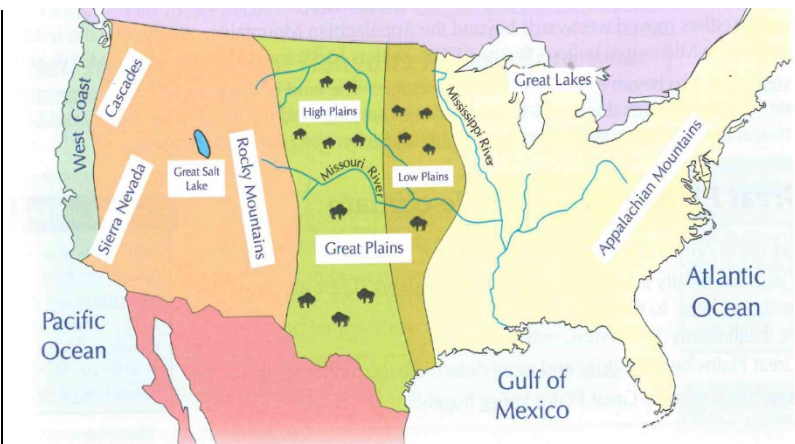 West Coast
Cascades
Sierra Nevada
Great Salt
Lake
Rocky Mountains
High Plains
Missouri River
Low Plains
Great Plains
Mississippi River
Great Lakes
Appalachian Mountains
Pacific
Ocean
Atlantic
Ocean
Gulf of
Mexico